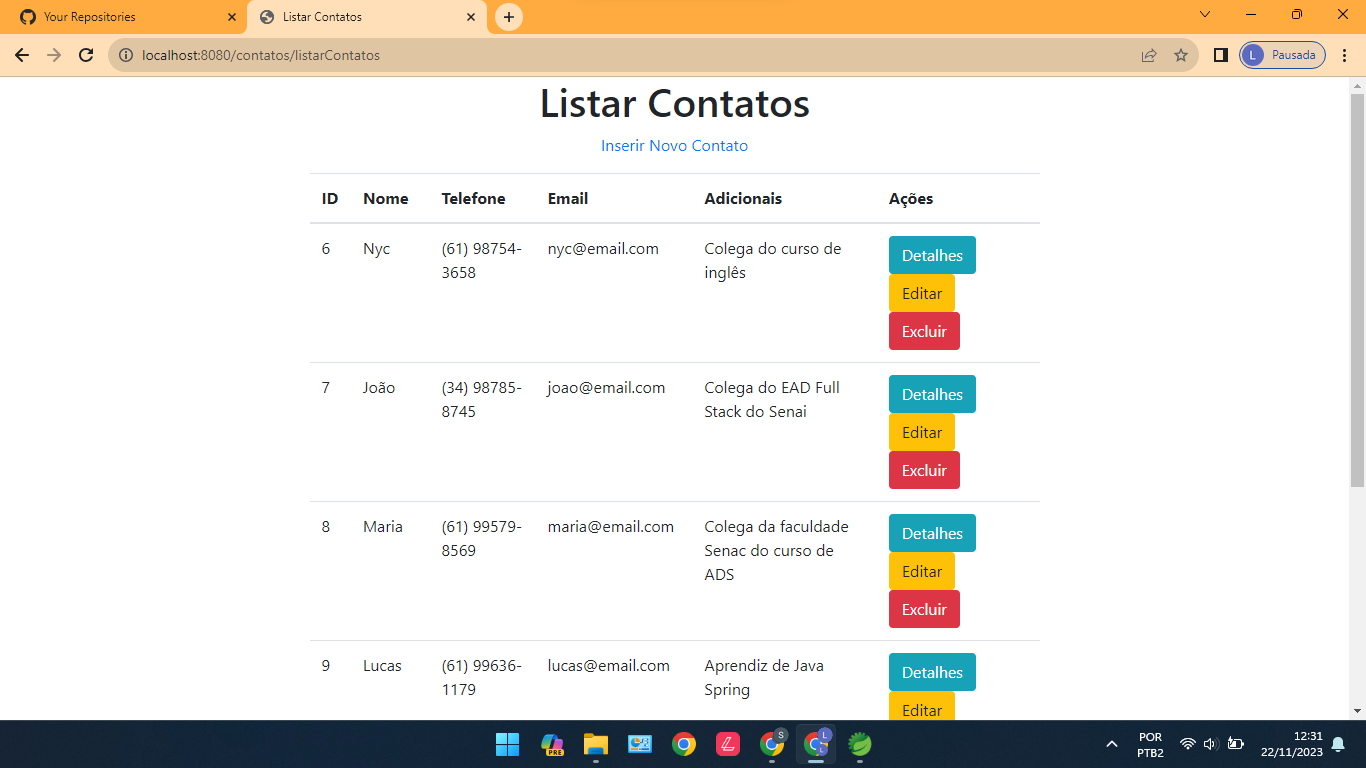 Your Repositories
Listar Contatos
localhost:8080/contatos/listarContatos
L Pausada
Listar Contatos
Inserir Novo Contato
ID Nome Telefone Email Adicionais Ações
6 Nyc (61) 98754- nyc@email.com Colega do curso de Detalhes
3658 inglês
Editar
Excluir
7 João (34) 98785- joao@email.com Colega do EAD Full Detalhes
8745 Stack do Senai
Editar
Excluir
8 Maria (61) 99579- maria@email.com Colega da faculdade Detalhes
8569 Senac do curso de
Editar
ADS
Excluir
9 Lucas (61) 99636- lucas@email.com Aprendiz de Java Detalhes
1179 Spring
Editar
PRE
S
L
POR
PTB2
12:31
22/11/2023